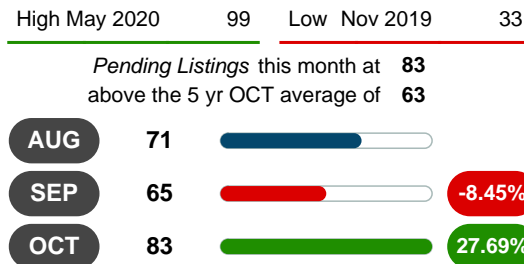 High May 2020 99 Low Nov 2019 33
Pending Listings this month at 83
above the 5 yr OCT average of 63
AUG 71
SEP 65 -8.45%
OCT 83 27.69%